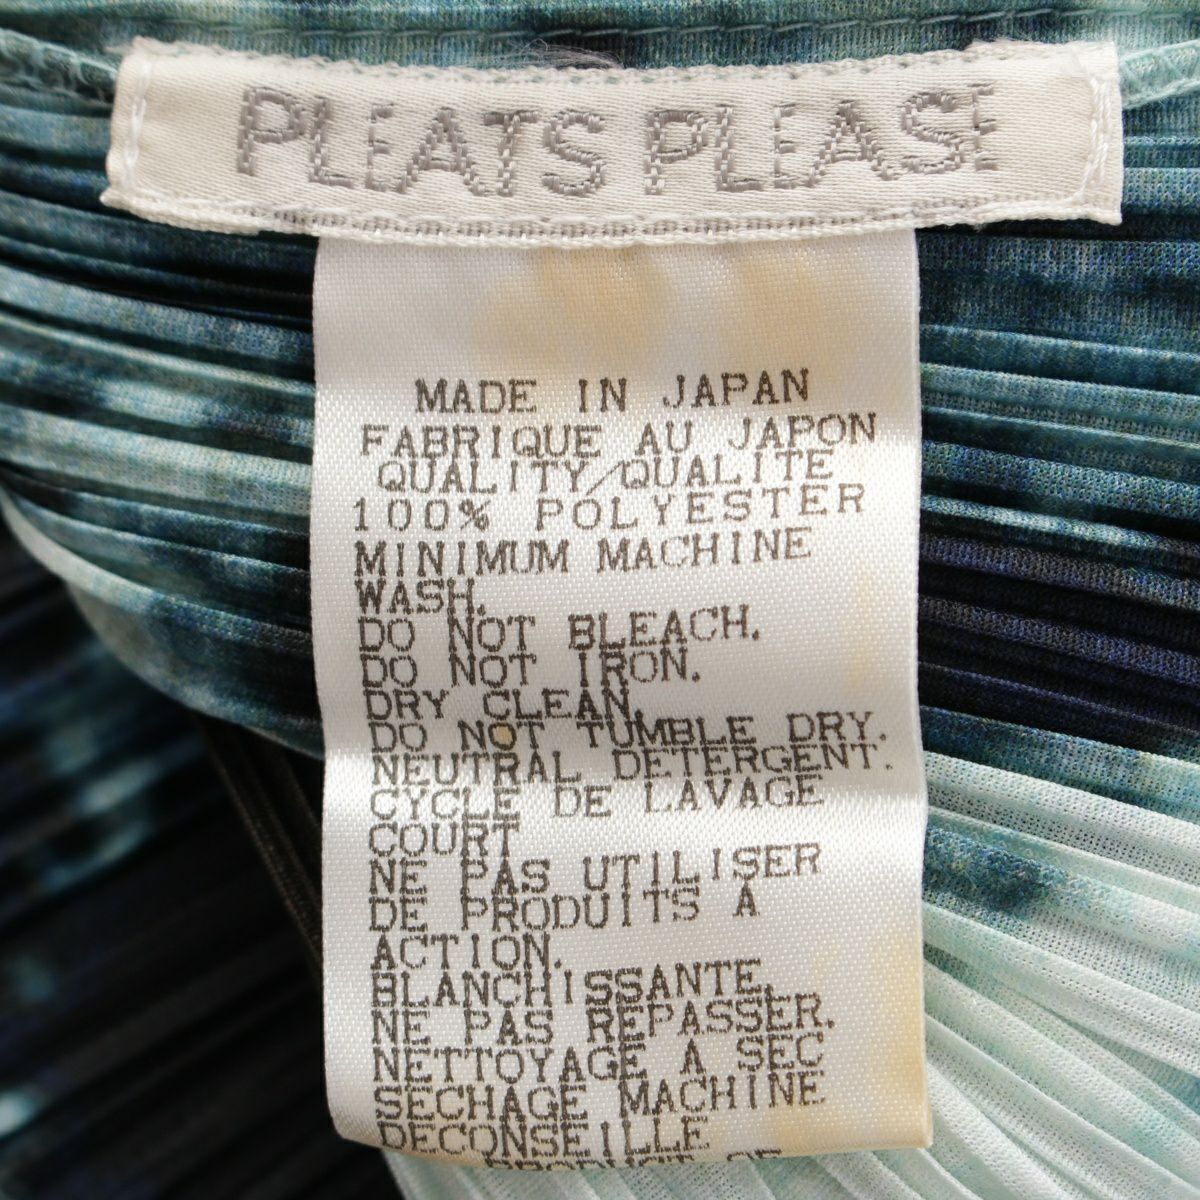 PLEATS PLEASE
MADE IN JAPAN
FABRIQUE AU JAPON
QUALITY/QUALITE
100% POLYESTER
MINIMUM MACHINE
WASH.
DO NOT BLEACH.
DO NOT IRON.
DRY CLEAN.
DO NOT TUMBLE DRY.
NEUTRAL DETERGENT.
CYCLE DE LAVAGE
COURT
NE PAS UTILISER
DE PRODUITS A
ACTION.
BLANCHISSANTE.
NE PAS REPASSER.
NETTOYAGE A SEC
SECHAGE MACHINE
DECONSEILLE
PRODUIT DE